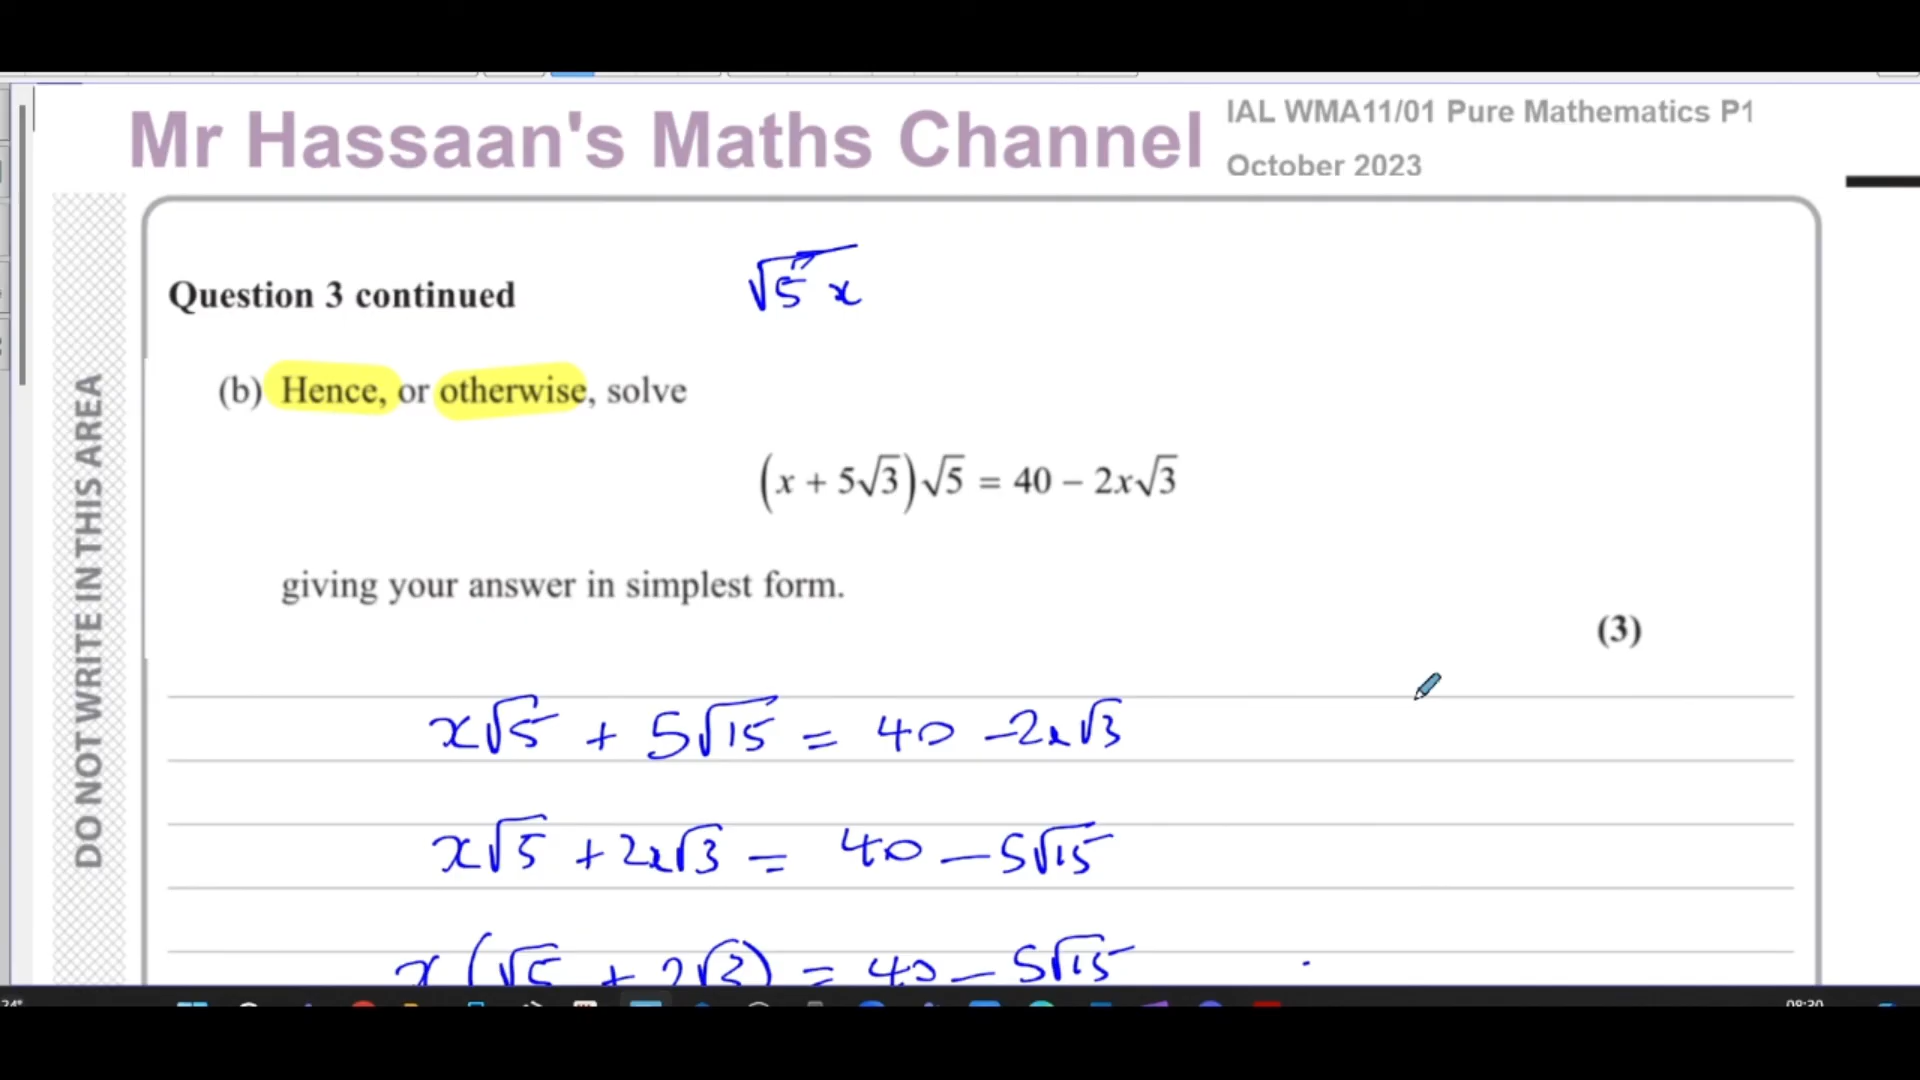 Mr Hassaan's Maths Channel
IAL WMA11/01 Pure Mathematics P1
October 2023
DO NOT WRITE IN THIS AREA
Question 3 continued
√5 x
(b) Hence, or otherwise, solve
(x + 5√3)√5 = 40 − 2x√3
giving your answer in simplest form.
(3)
x√5 + 5√15 = 40 − 2x√3
x√5 + 2x√3 = 40 − 5√15
x(√5 + 2√3) = 40 − 5√15
08:30